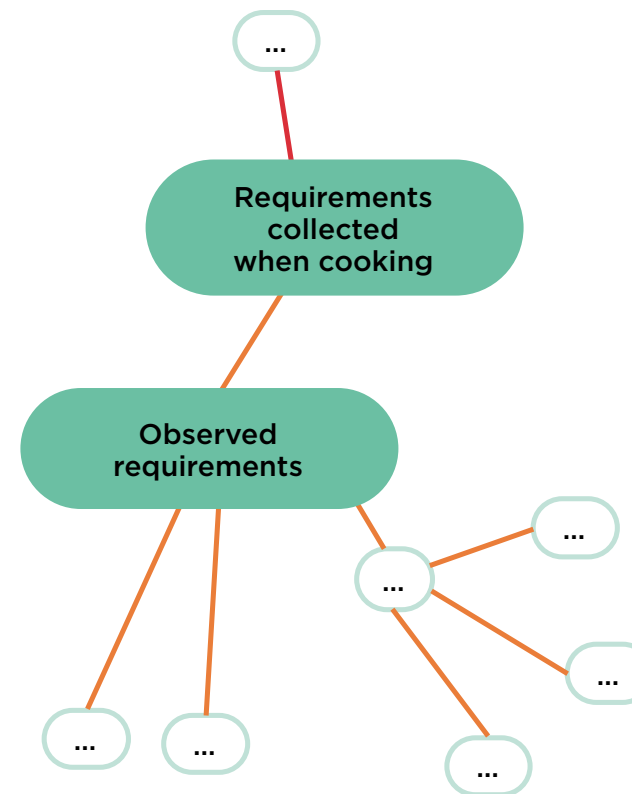 ...
Requirements
collected
when cooking
Observed
requirements
...
...
...
...
...
...